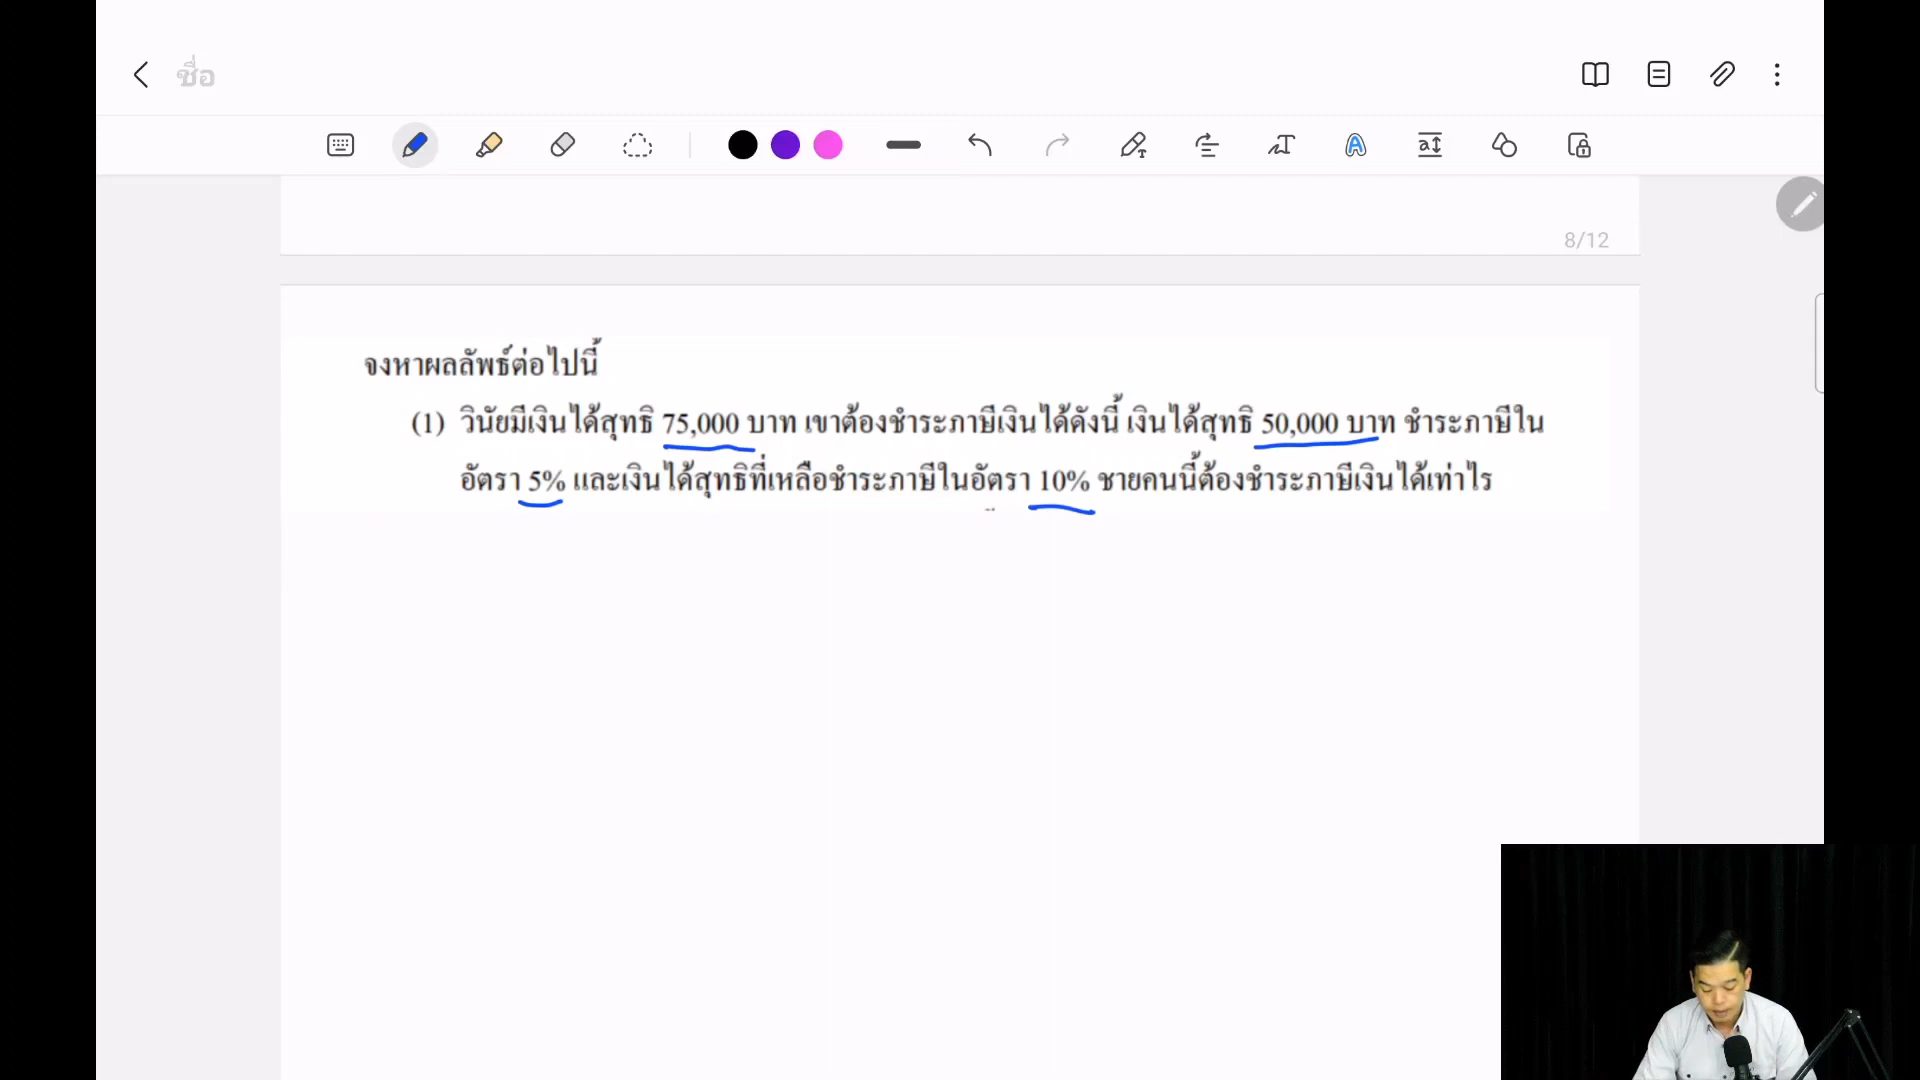 ชื่อ
8/12
จงหาผลลัพธ์ต่อไปนี้
(1) วินัยมีเงินได้สุทธิ 75,000 บาท เขาต้องชำระภาษีเงินได้ดังนี้ เงินได้สุทธิ 50,000 บาท ชำระภาษีใน
อัตรา 5% และเงินได้สุทธิที่เหลือชำระภาษีในอัตรา 10% ชายคนนี้ต้องชำระภาษีเงินได้เท่าไร